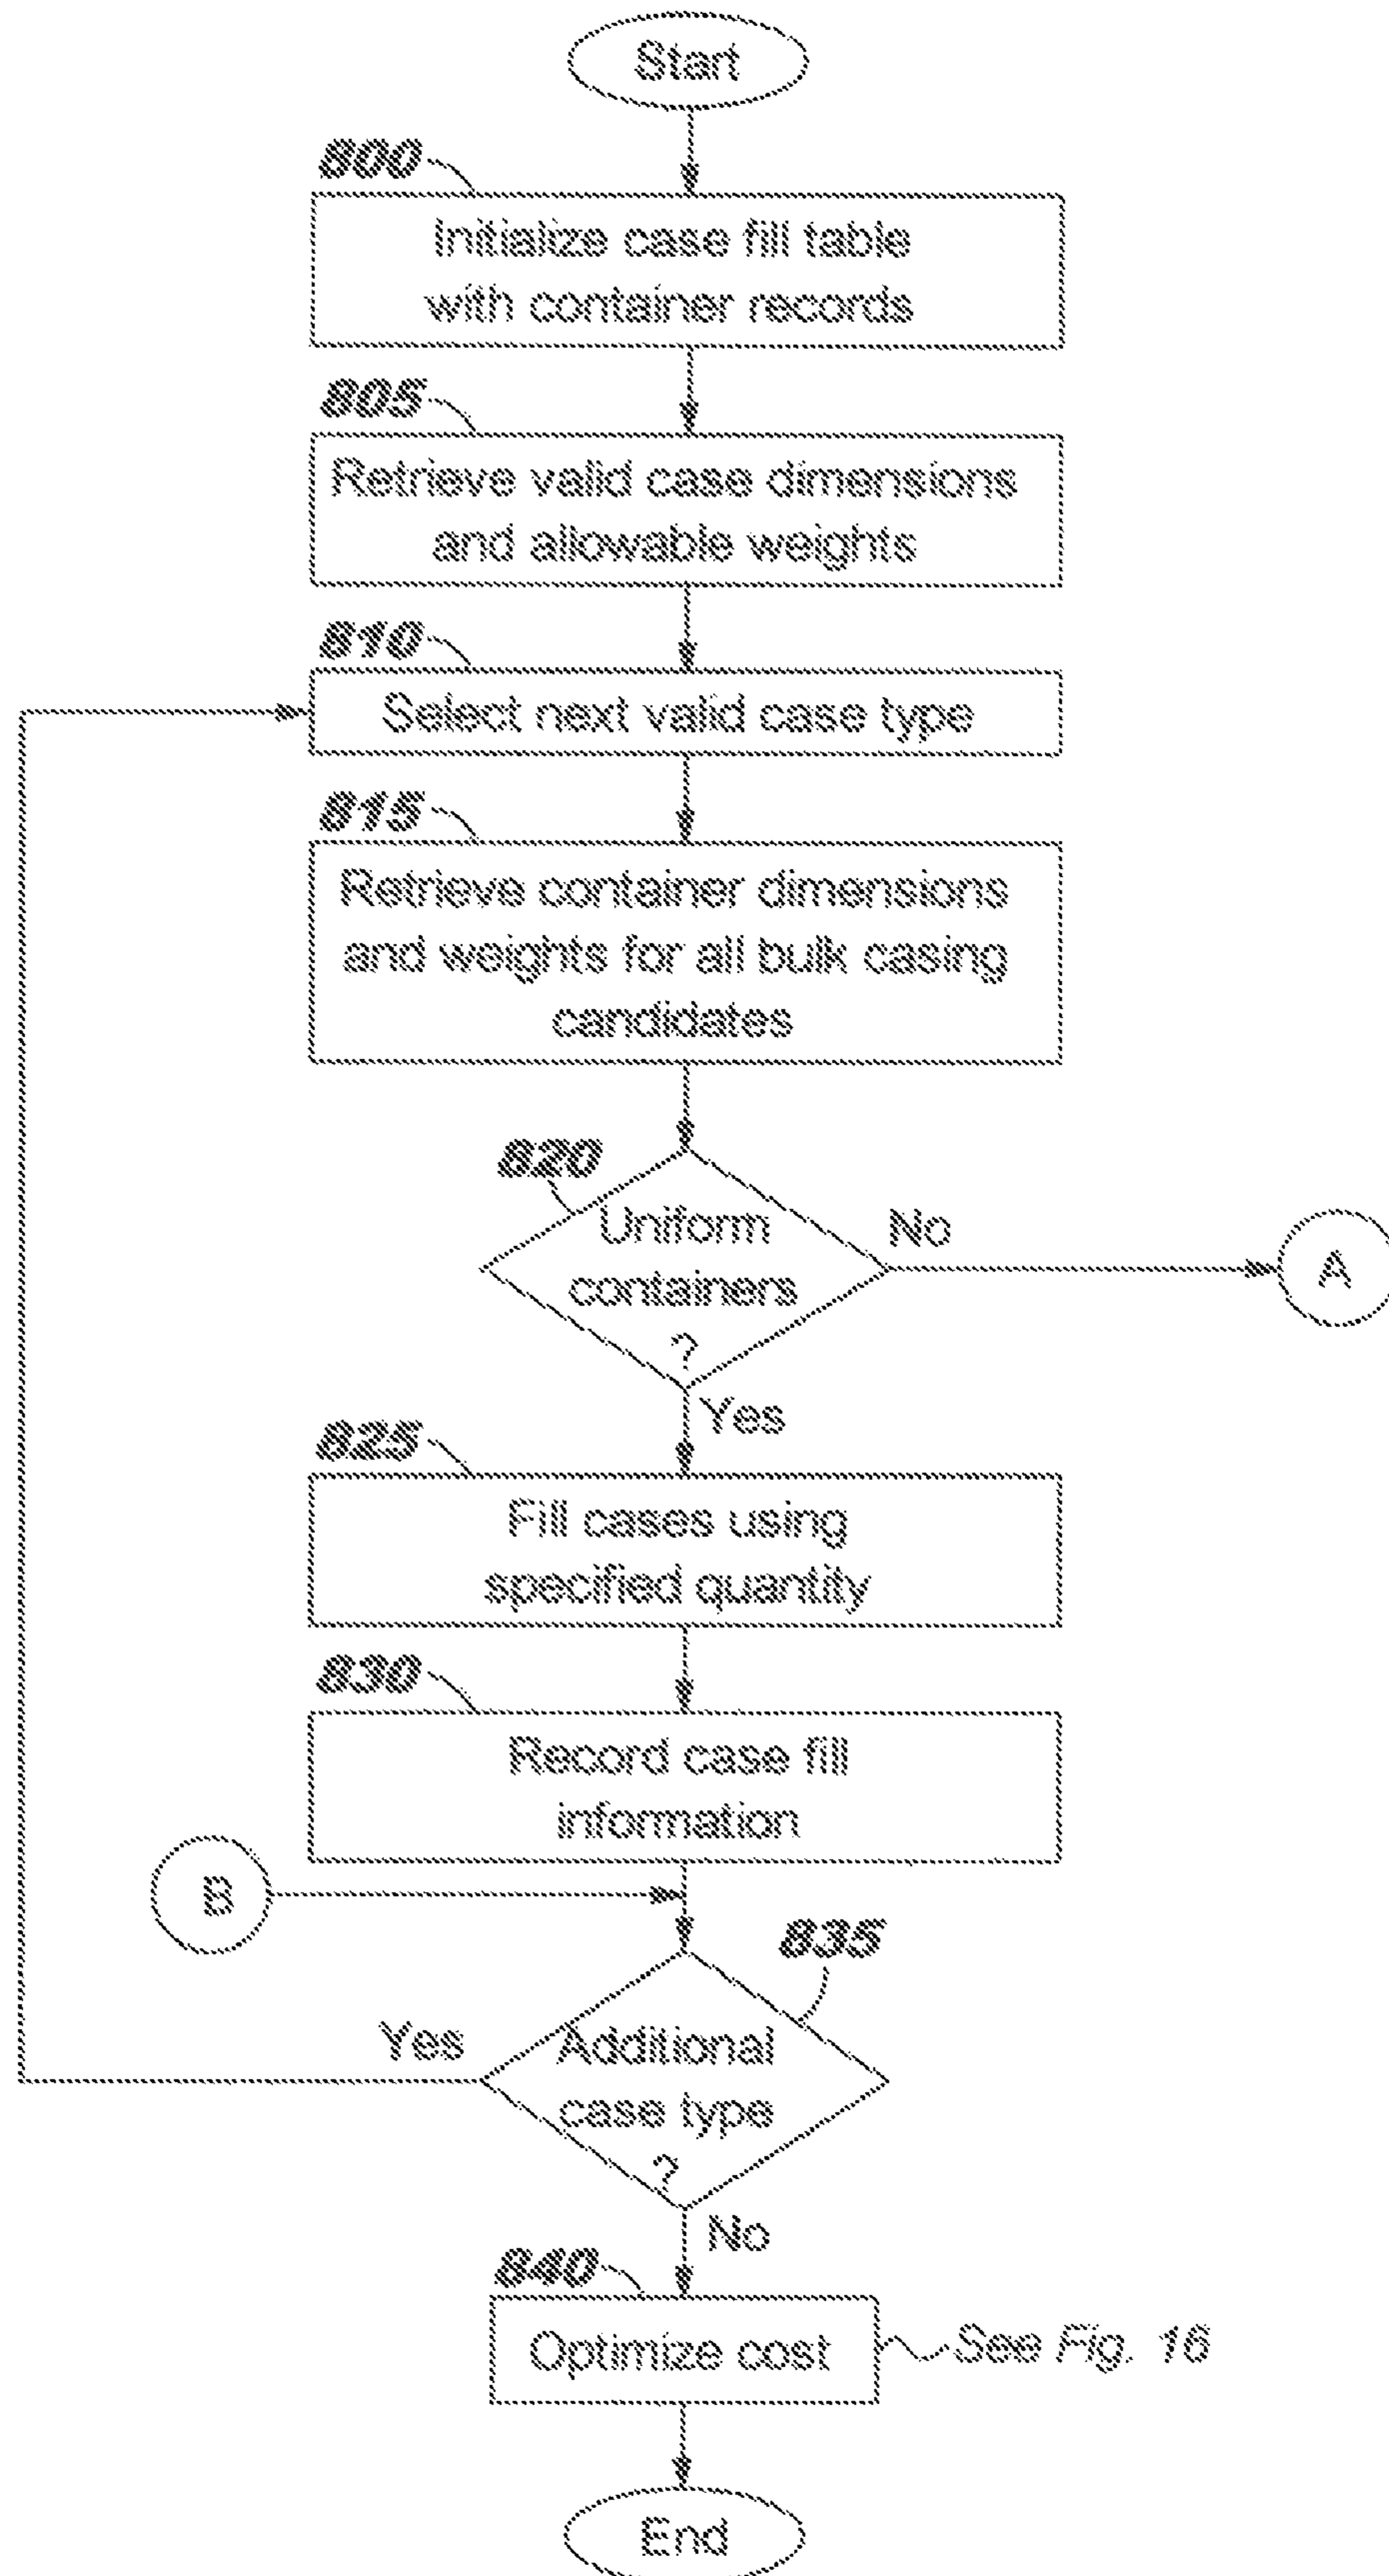 Start
800
Initialize case fill table
with container records
805
Retrieve valid case dimensions
and allowable weights
810
Select next valid case type
815
Retrieve container dimensions
and weights for all bulk casing
candidates
820
Uniform
containers
?
No
A
Yes
825
Fill cases using
specified quantity
830
Record case fill
information
B
835
Yes
Additional
case type
?
No
840
Optimize cost
See Fig. 16
End